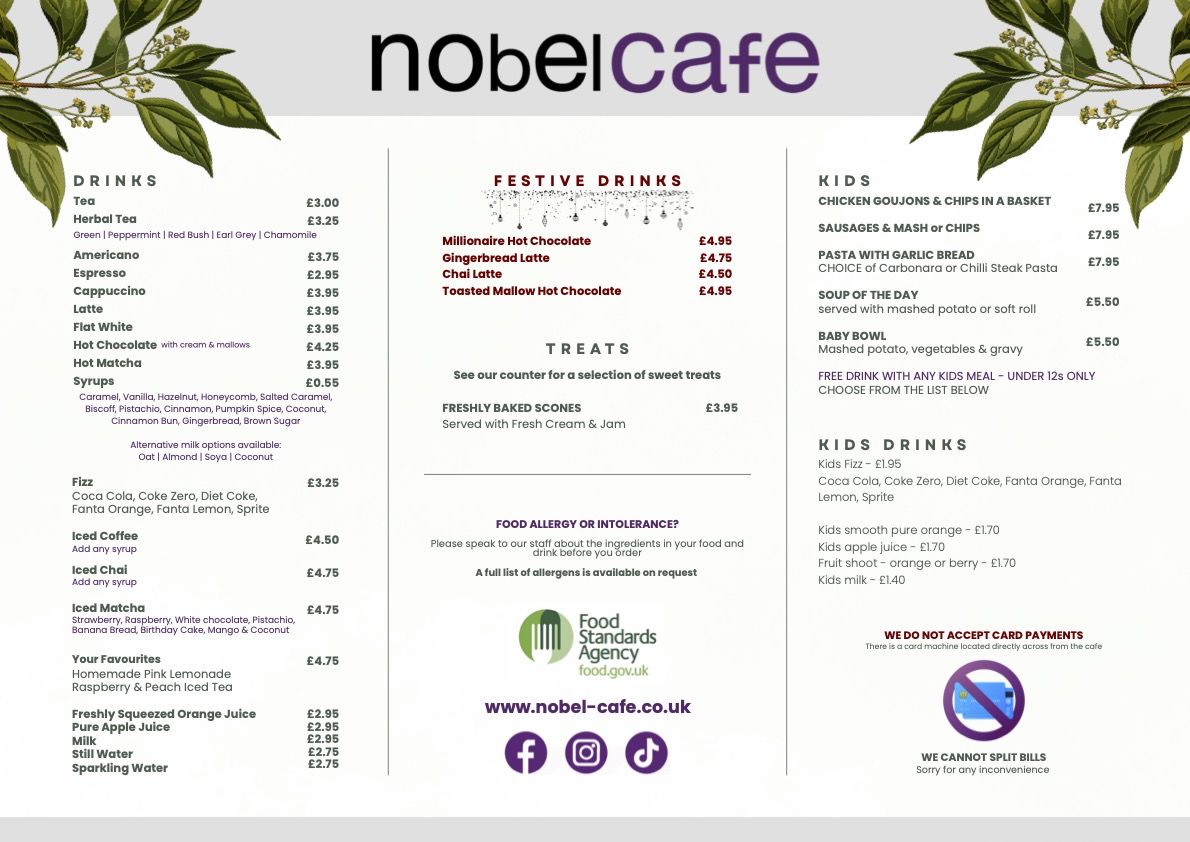 nobelcafe
DRINKS
Tea £3.00
Herbal Tea £3.25
Green | Peppermint | Red Bush | Earl Grey | Chamomile
Americano £3.75
Espresso £2.95
Cappuccino £3.95
Latte £3.95
Flat White £3.95
Hot Chocolate with cream & mallows £4.25
Hot Matcha £3.95
Syrups £0.55
Caramel, Vanilla, Hazelnut, Honeycomb, Salted Caramel,
Biscoff, Pistachio, Cinnamon, Pumpkin Spice, Coconut,
Cinnamon Bun, Gingerbread, Brown Sugar
Alternative milk options available:
Oat | Almond | Soya | Coconut
Fizz £3.25
Coca Cola, Coke Zero, Diet Coke,
Fanta Orange, Fanta Lemon, Sprite
Iced Coffee £4.50
Add any syrup
Iced Chai £4.75
Add any syrup
Iced Matcha £4.75
Strawberry, Raspberry, White chocolate, Pistachio,
Banana Bread, Birthday Cake, Mango & Coconut
Your Favourites £4.75
Homemade Pink Lemonade
Raspberry & Peach Iced Tea
Freshly Squeezed Orange Juice £2.95
Pure Apple Juice £2.95
Milk £2.95
Still Water £2.75
Sparkling Water £2.75
FESTIVE DRINKS
Millionaire Hot Chocolate £4.95
Gingerbread Latte £4.75
Chai Latte £4.50
Toasted Mallow Hot Chocolate £4.95
TREATS
See our counter for a selection of sweet treats
FRESHLY BAKED SCONES £3.95
Served with Fresh Cream & Jam
FOOD ALLERGY OR INTOLERANCE?
Please speak to our staff about the ingredients in your food and
drink before you order
A full list of allergens is available on request
Food
Standards
Agency
food.gov.uk
www.nobel-cafe.co.uk
KIDS
CHICKEN GOUJONS & CHIPS IN A BASKET £7.95
SAUSAGES & MASH or CHIPS £7.95
PASTA WITH GARLIC BREAD £7.95
CHOICE of Carbonara or Chilli Steak Pasta
SOUP OF THE DAY £5.50
served with mashed potato or soft roll
BABY BOWL £5.50
Mashed potato, vegetables & gravy
FREE DRINK WITH ANY KIDS MEAL - UNDER 12s ONLY
CHOOSE FROM THE LIST BELOW
KIDS DRINKS
Kids Fizz - £1.95
Coca Cola, Coke Zero, Diet Coke, Fanta Orange, Fanta
Lemon, Sprite
Kids smooth pure orange - £1.70
Kids apple juice - £1.70
Fruit shoot - orange or berry - £1.70
Kids milk - £1.40
WE DO NOT ACCEPT CARD PAYMENTS
There is a card machine located directly across from the cafe
WE CANNOT SPLIT BILLS
Sorry for any inconvenience